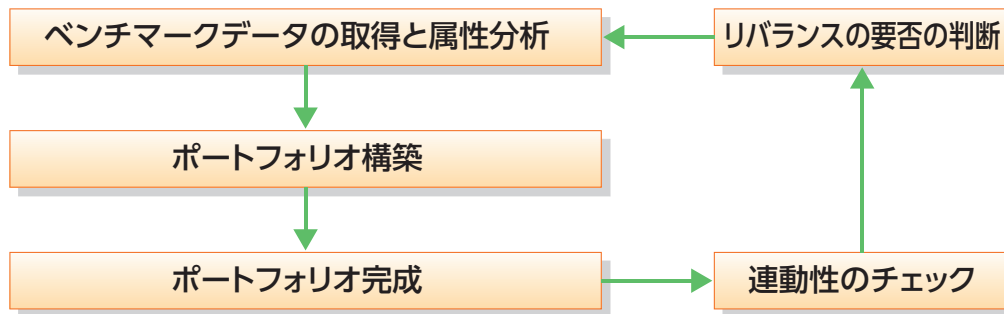 ベンチマークデータの取得と属性分析
リバランスの要否の判断
ポートフォリオ構築
ポートフォリオ完成
連動性のチェック